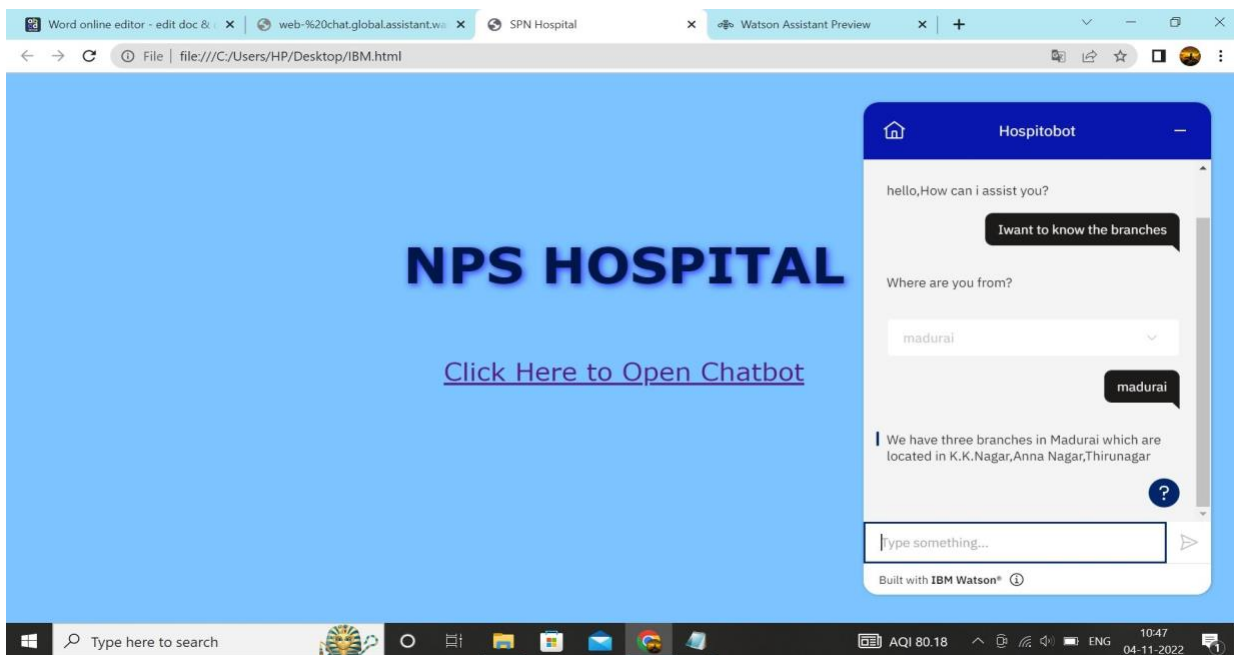 Word online editor - edit doc &
web-%20chat.global.assistant.wa
SPN Hospital
Watson Assistant Preview
File | file:///C:/Users/HP/Desktop/IBM.html
Hospitobot
hello,How can i assist you?
Iwant to know the branches
NPS HOSPITAL
Where are you from?
madurai
Click Here to Open Chatbot
madurai
We have three branches in Madurai which are
located in K.K.Nagar,Anna Nagar,Thirunagar
?
Type something...
Built with IBM Watson®
Type here to search
AQI 80.18
ENG
10:47
04-11-2022
1